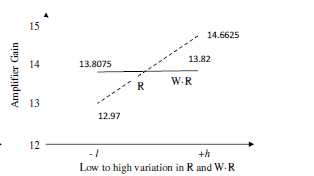 15
14.6625
14
13.8075
13.82
R
W·R
Amplifier Gain
13
12.97
12
- l
+h
Low to high variation in R and W·R